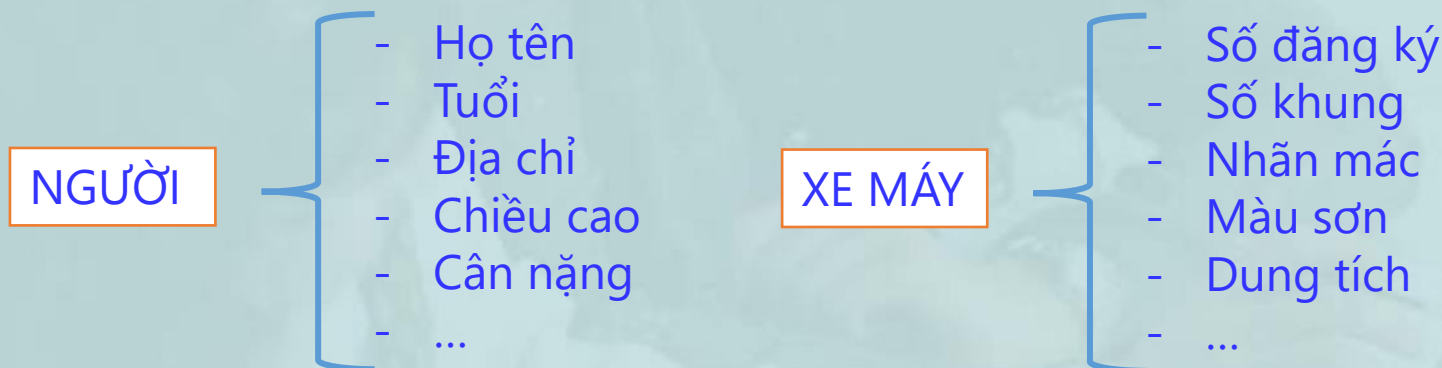 NGƯỜI
- Họ tên
- Tuổi
- Địa chỉ
- Chiều cao
- Cân nặng
- ...
XE MÁY
- Số đăng ký
- Số khung
- Nhãn mác
- Màu sơn
- Dung tích
- ...